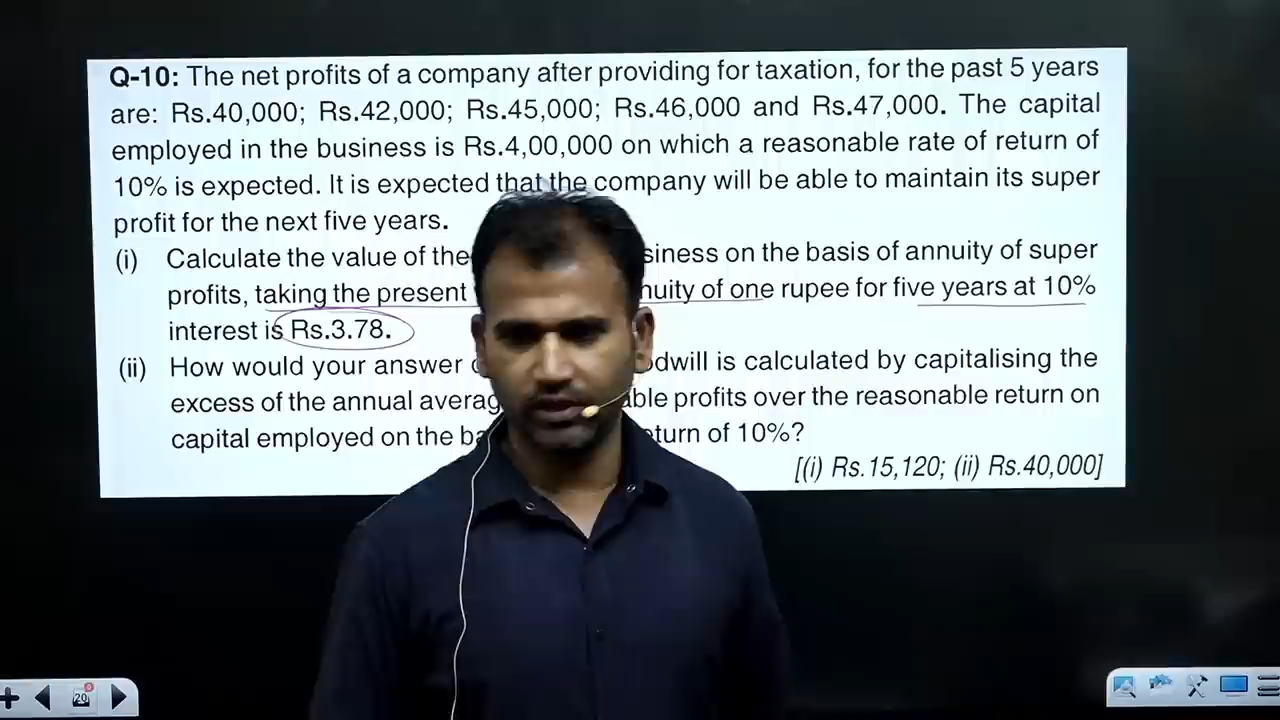 Q-10: The net profits of a company after providing for taxation, for the past 5 years
are: Rs.40,000; Rs.42,000; Rs.45,000; Rs.46,000 and Rs.47,000. The capital
employed in the business is Rs.4,00,000 on which a reasonable rate of return of
10% is expected. It is expected that the company will be able to maintain its super
profit for the next five years.
(i) Calculate the value of the siness on the basis of annuity of super
profits, taking the present nuity of one rupee for five years at 10%
interest is Rs.3.78.
(ii) How would your answer dwill is calculated by capitalising the
excess of the annual averag ble profits over the reasonable return on
capital employed on the ba eturn of 10%?
[(i) Rs.15,120; (ii) Rs.40,000]
20